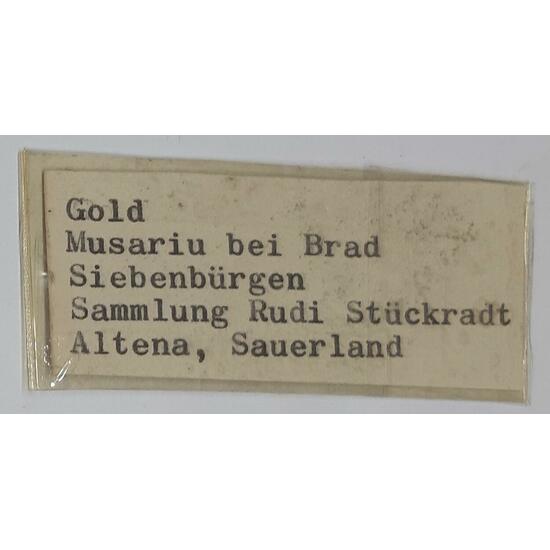 Gold
Musariu bei Brad
Siebenbürgen
Sammlung Rudi Stückradt
Altena, Sauerland